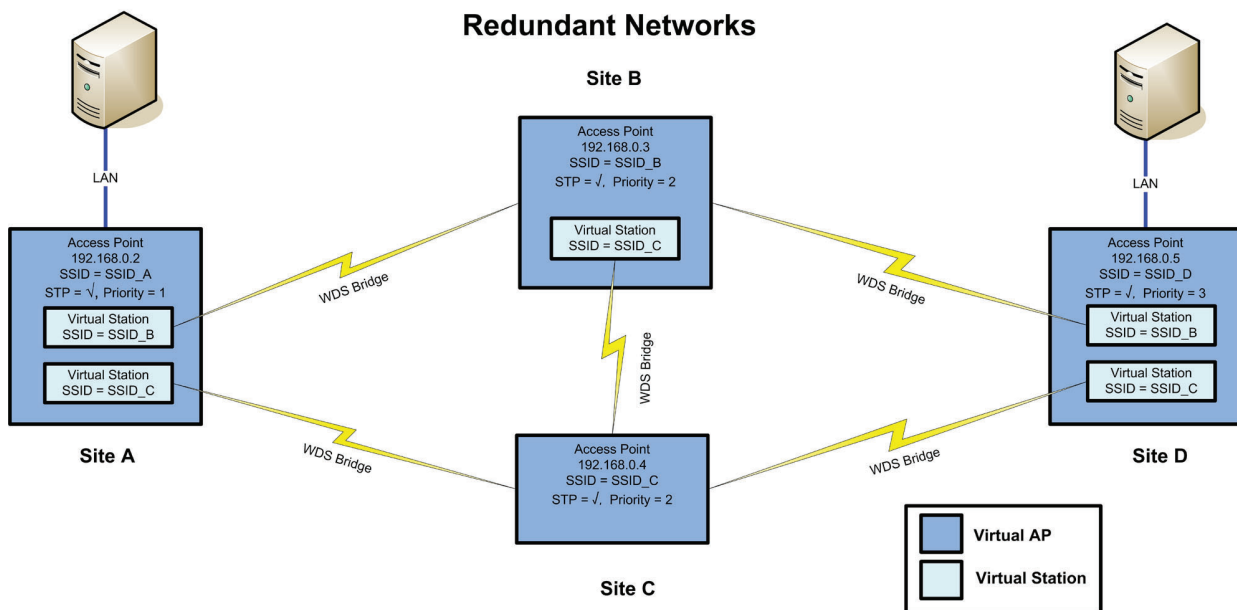 Redundant Networks
Site B
LAN
LAN
Access Point
192.168.0.3
SSID = SSID_B
STP = √,  Priority = 2
Virtual Station
SSID = SSID_C
Access Point
192.168.0.2
SSID = SSID_A
STP = √, Priority = 1
Virtual Station
SSID = SSID_B
Virtual Station
SSID = SSID_C
Site A
Access Point
192.168.0.5
SSID = SSID_D
STP = √,  Priority = 3
Virtual Station
SSID = SSID_B
Virtual Station
SSID = SSID_C
Site D
WDS Bridge
WDS Bridge
WDS Bridge
WDS Bridge
WDS Bridge
Access Point
192.168.0.4
SSID = SSID_C
STP = √,  Priority = 2
Site C
Virtual AP
Virtual Station